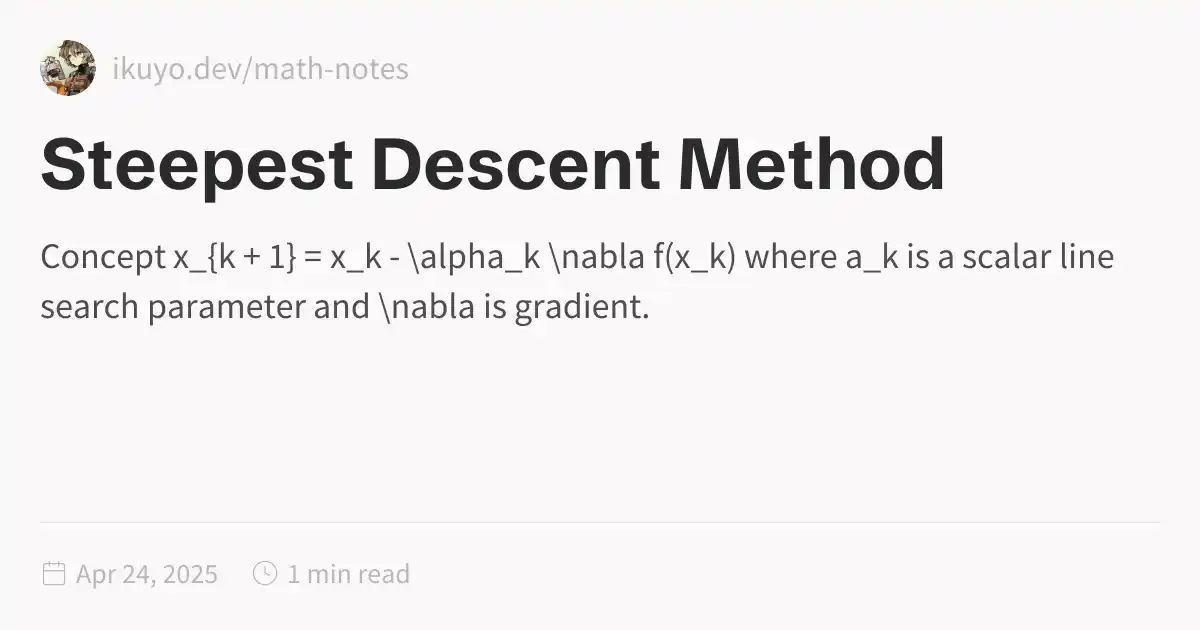 ikuyo.dev/math-notes
Steepest Descent Method
Concept x_{k + 1} = x_k - \alpha_k \nabla f(x_k) where a_k is a scalar line
search parameter and \nabla is gradient.
Apr 24, 2025 1 min read